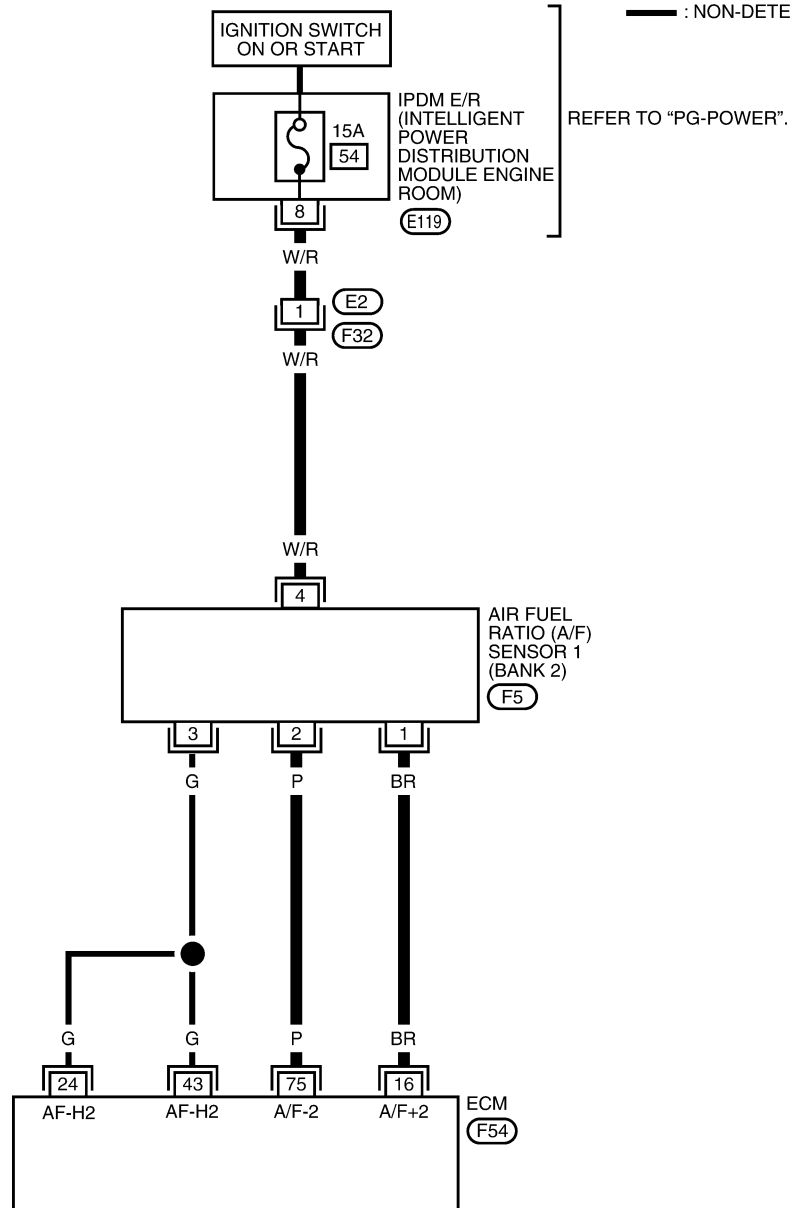 IGNITION SWITCH
ON OR START
: NON-DETE
IPDM E/R
(INTELLIGENT
POWER
DISTRIBUTION
MODULE ENGINE
ROOM)
REFER TO “PG-POWER”.
15A
54
8
E119
W/R
1
E2
F32
W/R
W/R
4
AIR FUEL
RATIO (A/F)
SENSOR 1
(BANK 2)
F5
3 2 1
G P BR
G G P BR
24 43 75 16
AF-H2 AF-H2 A/F-2 A/F+2
ECM
F54